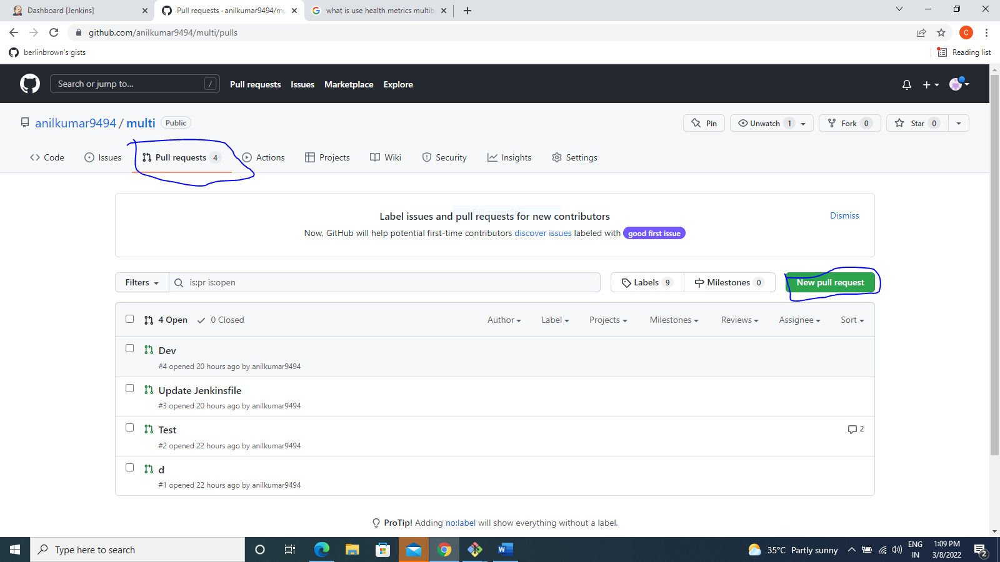 Dashboard [Jenkins]
Pull requests · anilkumar9494/mu
what is use health metrics multib
github.com/anilkumar9494/multi/pulls
C
berlinbrown's gists
Reading list
Search or jump to...
/
Pull requests
Issues
Marketplace
Explore
anilkumar9494 / multi
Public
Pin
Unwatch 1
Fork 0
Star 0
Code
Issues
Pull requests 4
Actions
Projects
Wiki
Security
Insights
Settings
Label issues and pull requests for new contributors
Dismiss
Now, GitHub will help potential first-time contributors discover issues labeled with good first issue
Filters
is:pr is:open
Labels 9
Milestones 0
New pull request
4 Open
0 Closed
Author
Label
Projects
Milestones
Reviews
Assignee
Sort
Dev
#4 opened 20 hours ago by anilkumar9494
Update Jenkinsfile
#3 opened 20 hours ago by anilkumar9494
Test
2
#2 opened 22 hours ago by anilkumar9494
d
#1 opened 22 hours ago by anilkumar9494
ProTip! Adding no:label will show everything without a label.
Type here to search
W
35°C Partly sunny
ENG
IN
1:09 PM
3/8/2022
2